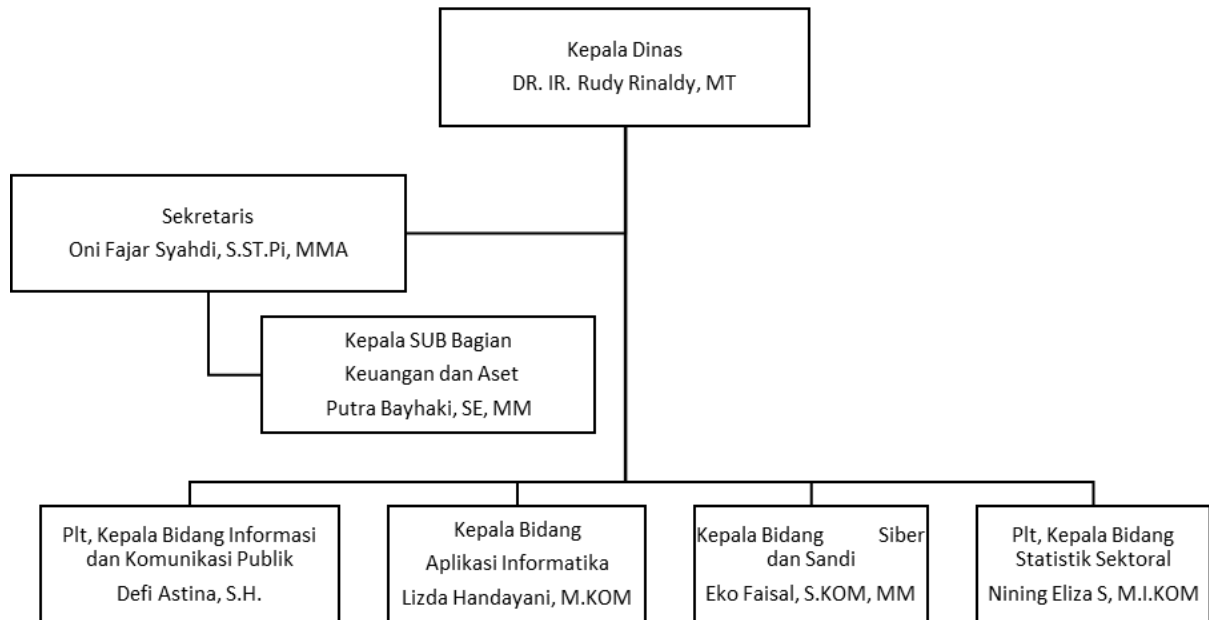 Kepala Dinas
DR. IR. Rudy Rinaldy, MT
Sekretaris
Oni Fajar Syahdi, S.ST.Pi, MMA
Kepala SUB Bagian
Keuangan dan Aset
Putra Bayhaki, SE, MM
Plt, Kepala Bidang Informasi
dan Komunikasi Publik
Defi Astina, S.H.
Kepala Bidang
Aplikasi Informatika
Lizda Handayani, M.KOM
Kepala Bidang Siber
dan Sandi
Eko Faisal, S.KOM, MM
Plt, Kepala Bidang
Statistik Sektoral
Nining Eliza S, M.I.KOM